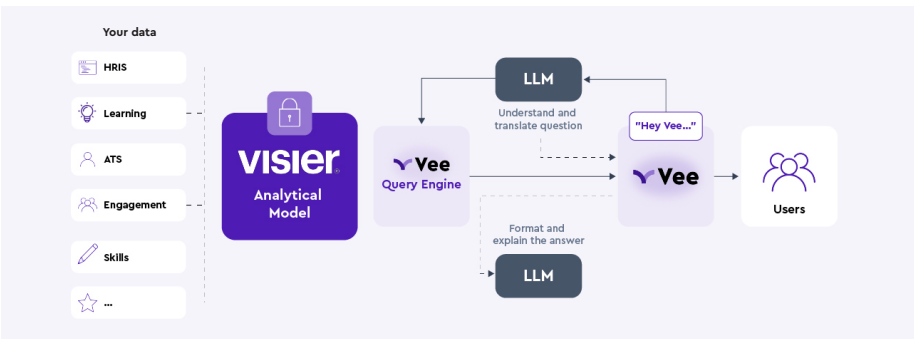 Your data
HRIS
Learning
ATS
Engagement
Skills
...
VISIER
Analytical
Model
Vee
Query Engine
LLM
Understand and
translate question
Format and
explain the answer
LLM
"Hey Vee..."
Vee
Users